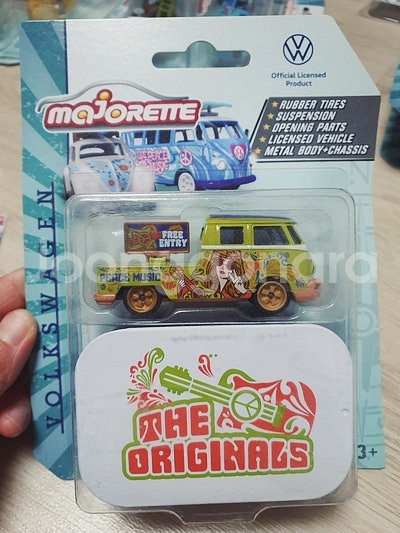 Official Licensed
Product
majORETTE
★ RUBBER TIRES
★ SUSPENSION
★ OPENING PARTS
★ LICENSED VEHICLE
METAL BODY+CHASSIS
VOLKSWAGEN
FREE
ENTRY
PEACE MUSIC
THE
ORIGINALS
3+